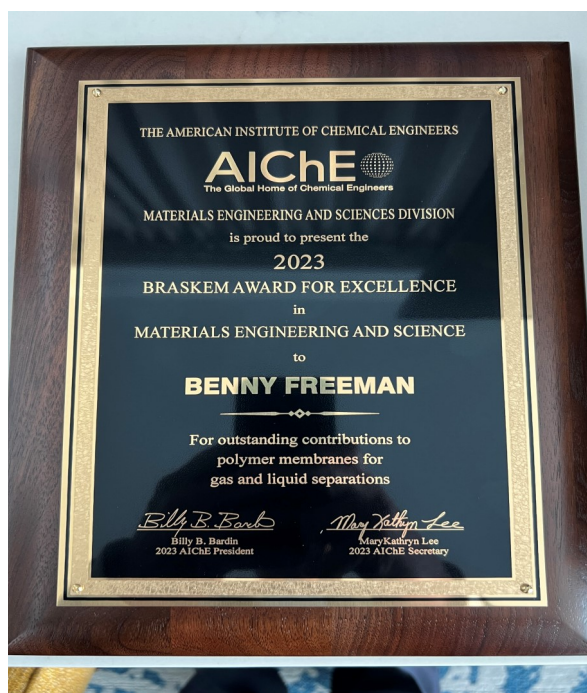 THE AMERICAN INSTITUTE OF CHEMICAL ENGINEERS
AIChE
The Global Home of Chemical Engineers
MATERIALS ENGINEERING AND SCIENCES DIVISION
is proud to present the
2023
BRASKEM AWARD FOR EXCELLENCE
in
MATERIALS ENGINEERING AND SCIENCE
to
BENNY FREEMAN
For outstanding contributions to
polymer membranes for
gas and liquid separations
Billy B. Bardin Mary Kathryn Lee
Billy B. Bardin MaryKathryn Lee
2023 AIChE President 2023 AIChE Secretary